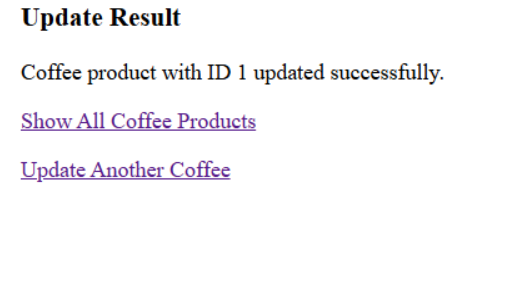 Update Result
Coffee product with ID 1 updated successfully.
Show All Coffee Products
Update Another Coffee